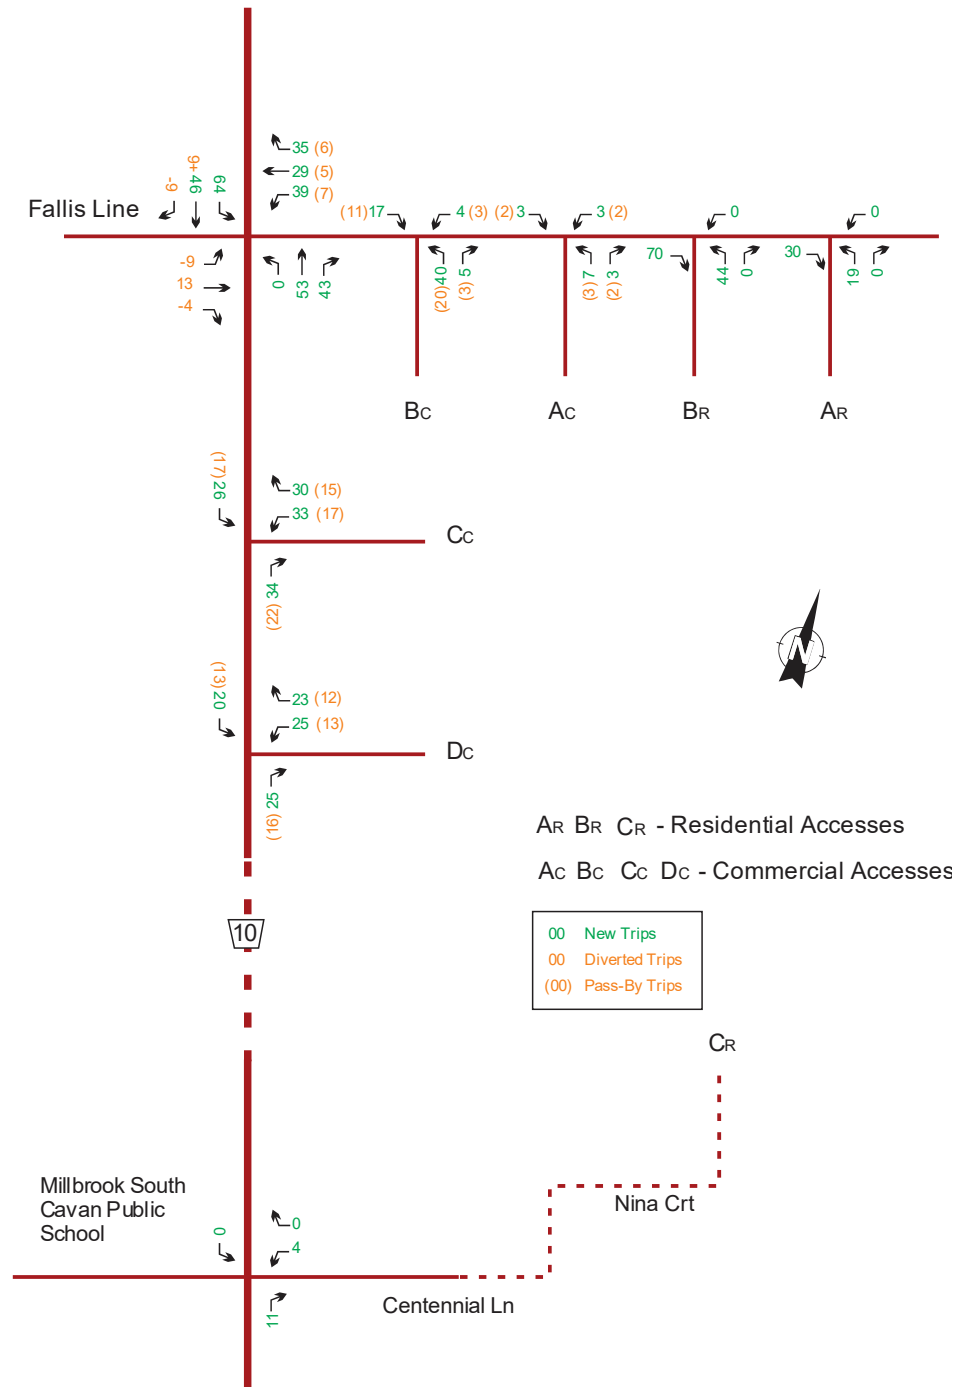 35 (6)
29 (5)
39 (7)
-9
9+46
64
Fallis Line
(11)17
4 (3)
(2) 3
3 (2)
0
0
-9
13
-4
0
53
43
(20)40
(3) 5
(3) 7
(2) 3
70
44
0
30
19
0
BC
AC
BR
AR
(17)26
30 (15)
33 (17)
CC
(22) 34
N
(13)20
23 (12)
25 (13)
DC
(16) 25
AR BR CR - Residential Accesses
AC BC CC DC - Commercial Accesses
10
00 New Trips
00 Diverted Trips
(00) Pass-By Trips
CR
Millbrook South
Cavan Public
School
Nina Crt
0
0
4
Centennial Ln
11